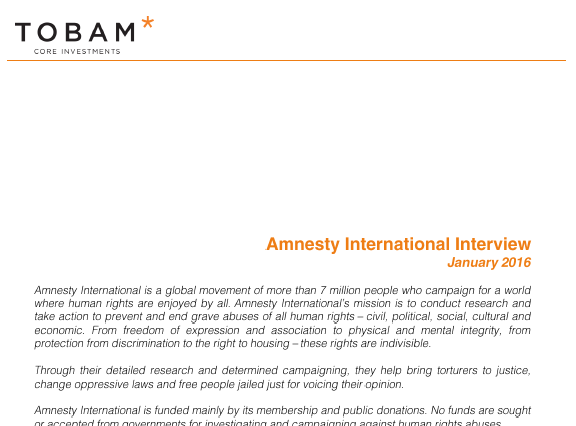 TOBAM*
CORE INVESTMENTS
Amnesty International Interview
January 2016
Amnesty International is a global movement of more than 7 million people who campaign for a world
where human rights are enjoyed by all. Amnesty International's mission is to conduct research and
take action to prevent and end grave abuses of all human rights – civil, political, social, cultural and
economic. From freedom of expression and association to physical and mental integrity, from
protection from discrimination to the right to housing – these rights are indivisible.
Through their detailed research and determined campaigning, they help bring torturers to justice,
change oppressive laws and free people jailed just for voicing their opinion.
Amnesty International is funded mainly by its membership and public donations. No funds are sought
or accepted from governments for investigating and campaigning against human rights abuses.